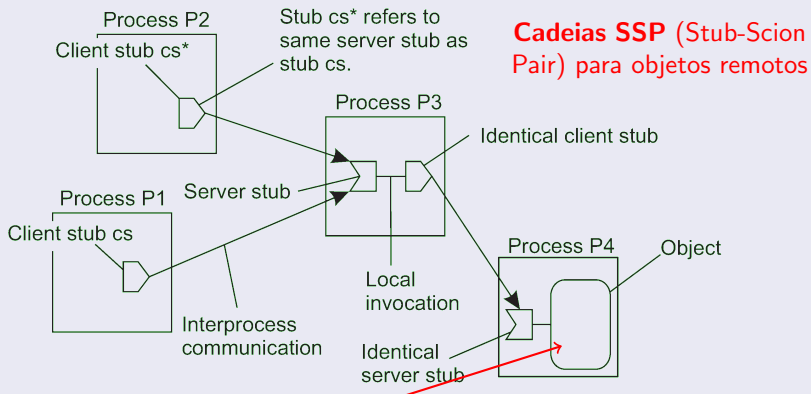 Process P2
Client stub cs*
Stub cs* refers to
same server stub as
stub cs.
Cadeias SSP (Stub-Scion
Pair) para objetos remotos
Process P3
Identical client stub
Server stub
Process P1
Client stub cs
Process P4
Object
Local
invocation
Interprocess
communication
Identical
server stub